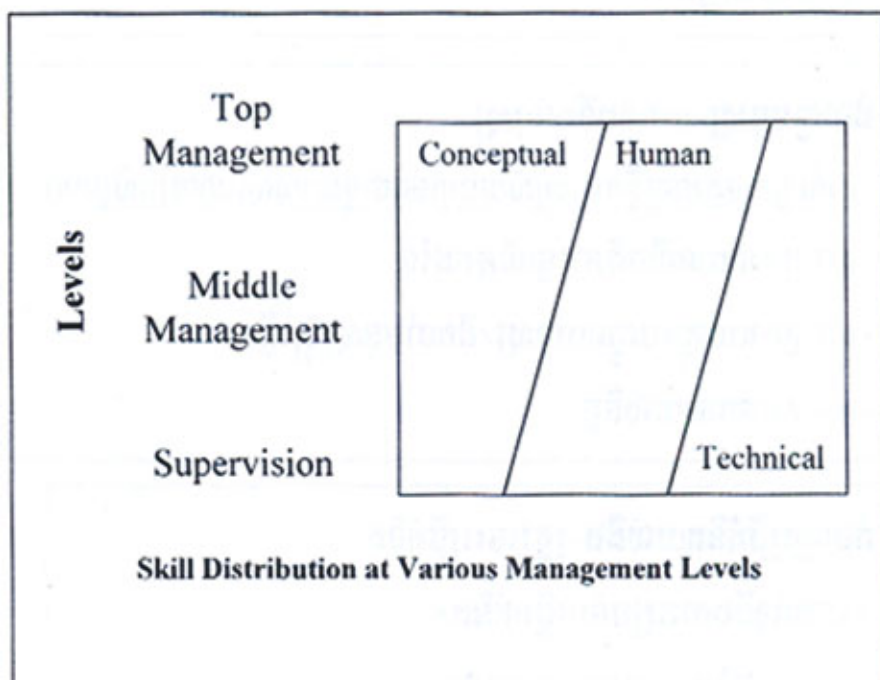 Top
Management
Conceptual
Human
Levels
Middle
Management
Supervision
Technical
Skill Distribution at Various Management Levels